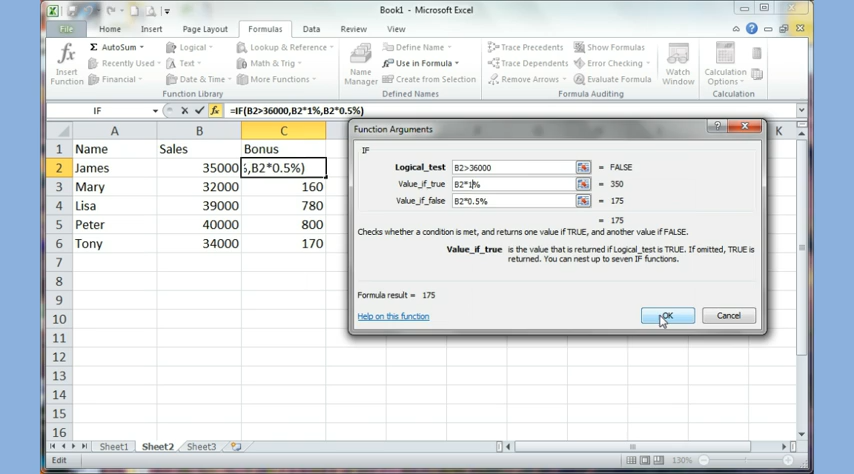 Book1 - Microsoft Excel
File Home Insert Page Layout Formulas Data Review View
Insert Function
AutoSum
Recently Used
Financial
Logical
Text
Date & Time
Lookup & Reference
Math & Trig
More Functions
Function Library
Name Manager
Define Name
Use in Formula
Create from Selection
Defined Names
Trace Precedents
Trace Dependents
Remove Arrows
Show Formulas
Error Checking
Evaluate Formula
Formula Auditing
Watch Window
Calculation Options
Calculation
IF fx =IF(B2>36000,B2*1%,B2*0.5%)
A B C K
1 Name Sales Bonus
2 James 35000 %,B2*0.5%)
3 Mary 32000 160
4 Lisa 39000 780
5 Peter 40000 800
6 Tony 34000 170
7
8
9
10
11
12
13
14
15
16
Function Arguments
IF
Logical_test B2>36000 = FALSE
Value_if_true B2*1% = 350
Value_if_false B2*0.5% = 175
= 175
Checks whether a condition is met, and returns one value if TRUE, and another value if FALSE.
Value_if_true is the value that is returned if Logical_test is TRUE. If omitted, TRUE is
returned. You can nest up to seven IF functions.
Formula result = 175
Help on this function
OK Cancel
Sheet1 Sheet2 Sheet3
Edit 130%